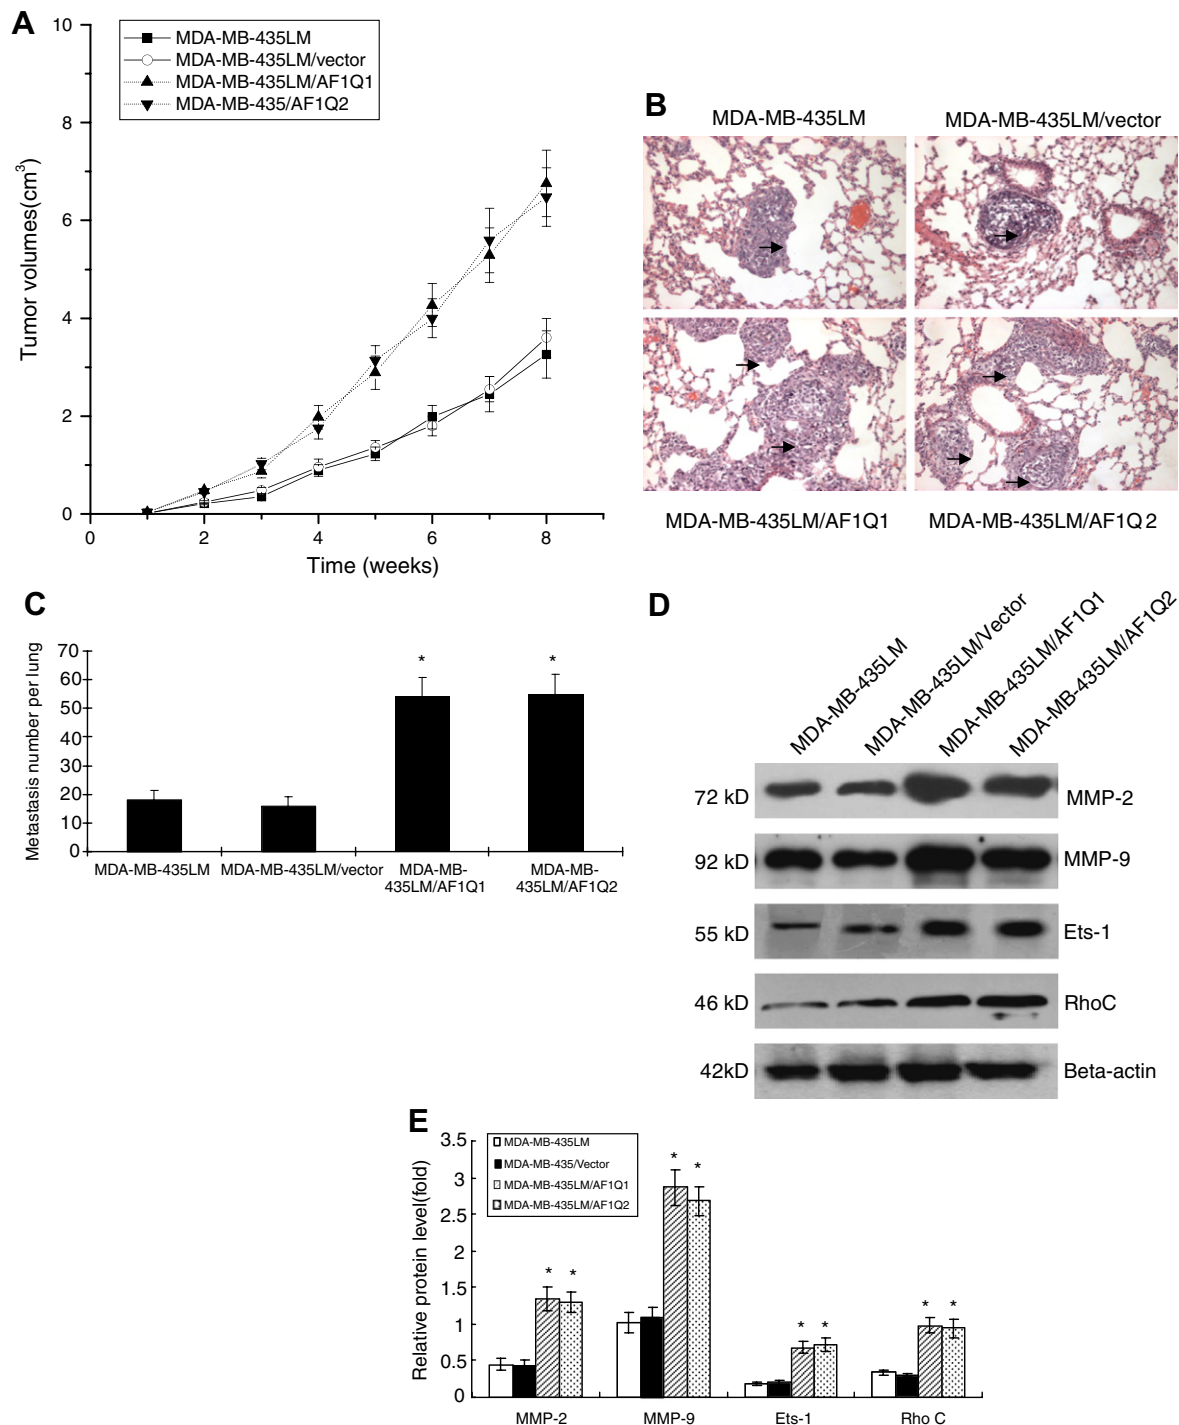 A
10
8
6
4
2
0
Tumor volumes(cm³)
0 2 4 6 8
Time (weeks)
MDA-MB-435LM
MDA-MB-435LM/vector
MDA-MB-435LM/AF1Q1
MDA-MB-435/AF1Q2
B
MDA-MB-435LM MDA-MB-435LM/vector
MDA-MB-435LM/AF1Q1 MDA-MB-435LM/AF1Q2
C
Metastasis number per lung
70
60
50
40
30
20
10
0
* *
MDA-MB-435LM MDA-MB-435LM/vector MDA-MB-435LM/AF1Q1 MDA-MB-435LM/AF1Q2
D
MDA-MB-435LM
MDA-MB-435LM/Vector
MDA-MB-435LM/AF1Q1
MDA-MB-435LM/AF1Q2
72 kD MMP-2
92 kD MMP-9
55 kD Ets-1
46 kD RhoC
42kD Beta-actin
E
Relative protein level(fold)
3.5
3
2.5
2
1.5
1
0.5
0
MDA-MB-435LM
MDA-MB-435/Vector
MDA-MB-435LM/AF1Q1
MDA-MB-435LM/AF1Q2
* * * * * * * *
MMP-2 MMP-9 Ets-1 Rho C